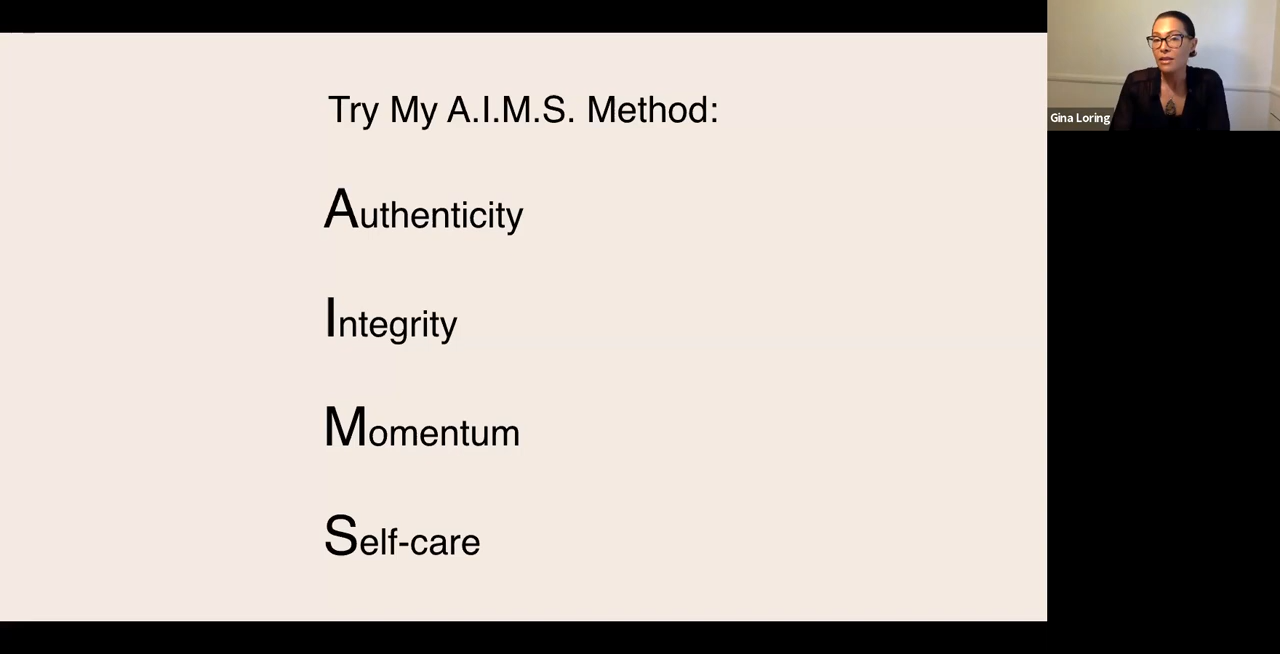 Try My A.I.M.S. Method:
Authenticity
Integrity
Momentum
Self-care
Gina Loring